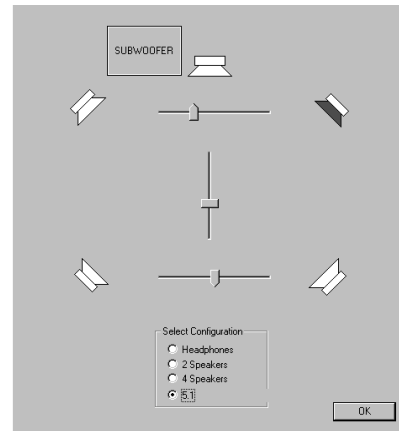 SUBWOOFER
Select Configuration
Headphones
2 Speakers
4 Speakers
5.1
OK